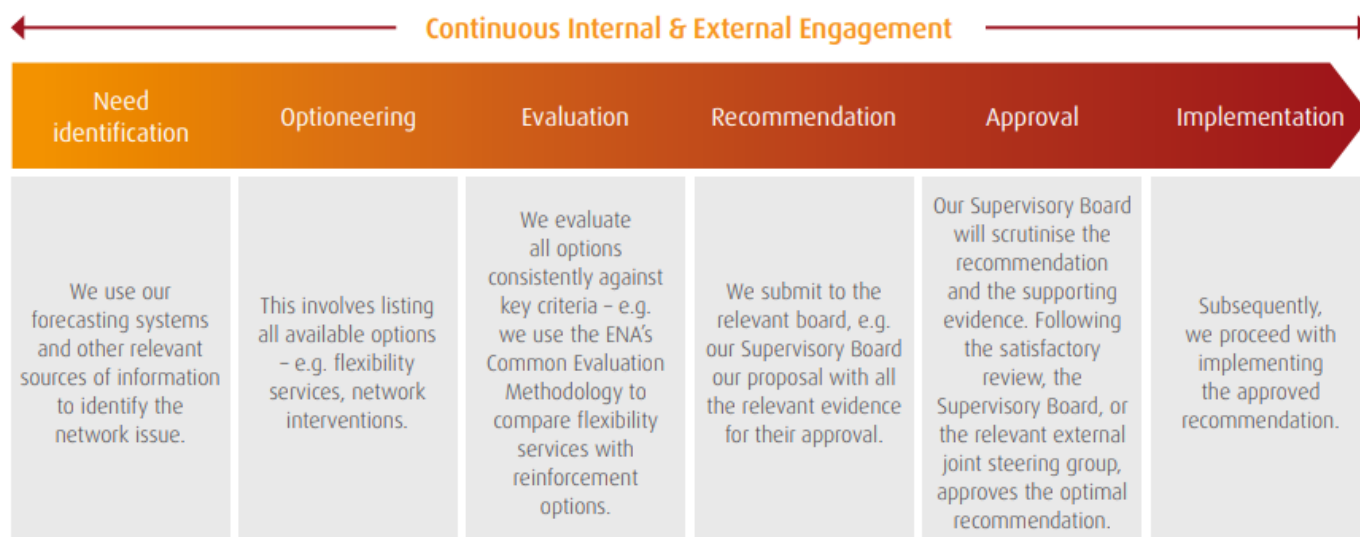 Continuous Internal & External Engagement
Need
identification
Optioneering
Evaluation
Recommendation
Approval
Implementation
We use our
forecasting systems
and other relevant
sources of information
to identify the
network issue.
This involves listing
all available options
– e.g. flexibility
services, network
interventions.
We evaluate
all options
consistently against
key criteria – e.g.
we use the ENA’s
Common Evaluation
Methodology to
compare flexibility
services with
reinforcement
options.
We submit to the
relevant board, e.g.
our Supervisory Board
our proposal with all
the relevant evidence
for their approval.
Our Supervisory Board
will scrutinise the
recommendation
and the supporting
evidence. Following
the satisfactory
review, the
Supervisory Board, or
the relevant external
joint steering group,
approves the optimal
recommendation.
Subsequently,
we proceed with
implementing
the approved
recommendation.